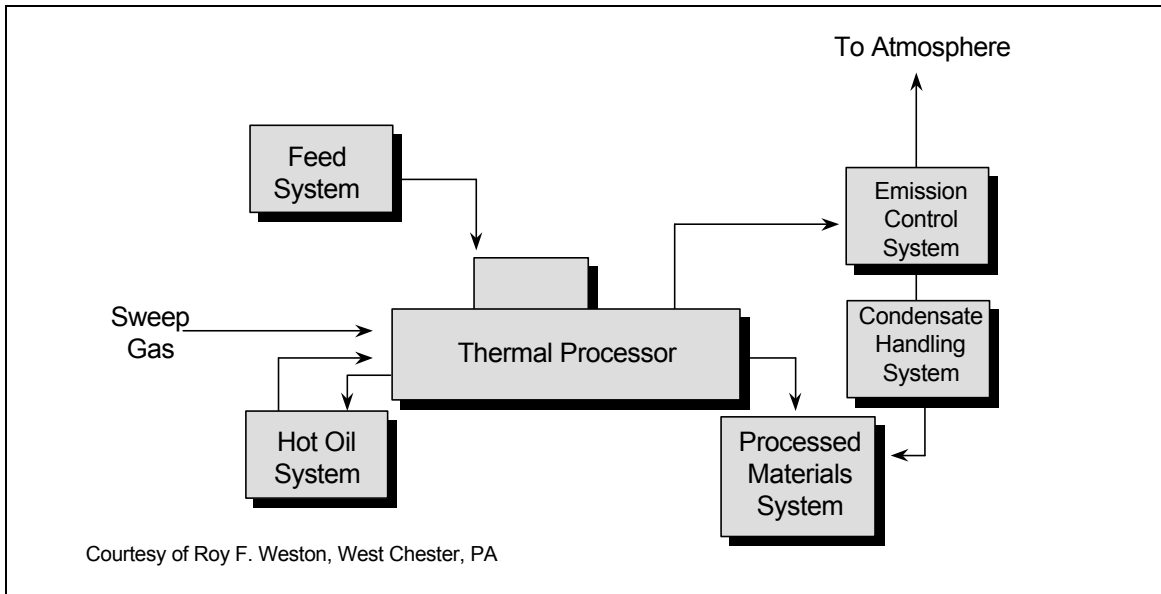 To Atmosphere
Feed
System
Emission
Control
System
Sweep
Gas
Thermal Processor
Condensate
Handling
System
Hot Oil
System
Processed
Materials
System
Courtesy of Roy F. Weston, West Chester, PA